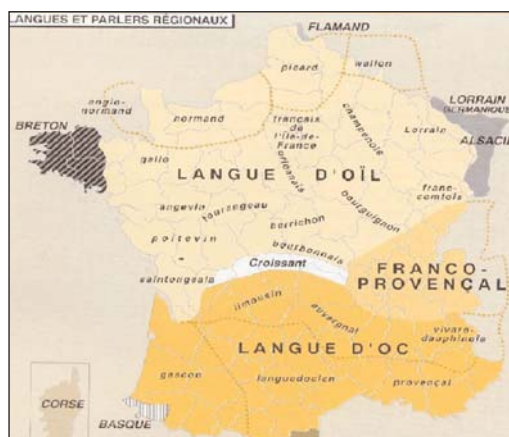 LANGUES ET PARLERS RÉGIONAUX
FLAMAND
picard
wallon
anglo-
normand
normand
français
de
l'Ile-de-
France
champenois
Lorrain
LORRAIN
GERMANIQUE
BRETON
ALSACIEN
gallo
LANGUE D'OÏL
orléanais
franc-
comtois
angevin
tourangeau
berrichon
bourguignon
poitevin
bourbonnais
Croissant
FRANCO-
PROVENÇAL
saintongeais
limousin
auvergnat
vivaro-
dauphinois
LANGUE D'OC
gascon
languedocien
provençal
CORSE
BASQUE